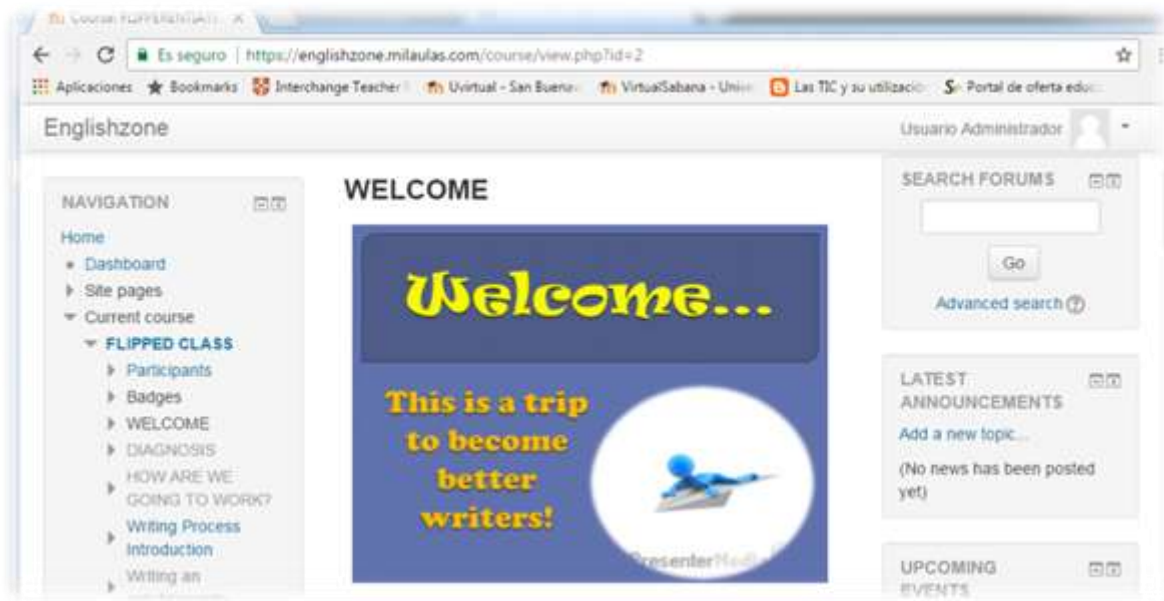 Es seguro | https://englishzone.milaulas.com/course/view.php?id=2
Aplicaciones Bookmarks Interchange Teacher Uvirtual - San Buena VirtualSabana - Univ Las TIC y su utilizació Portal de oferta educ
Englishzone
Usuario Administrador
NAVIGATION
Home
Dashboard
Site pages
Current course
FLIPPED CLASS
Participants
Badges
WELCOME
DIAGNOSIS
HOW ARE WE
GOING TO WORK?
Writing Process
Introduction
Writing an
WELCOME
Welcome...
This is a trip
to become
better
writers!
SEARCH FORUMS
Go
Advanced search
LATEST
ANNOUNCEMENTS
Add a new topic...
(No news has been posted
yet)
UPCOMING
EVENTS